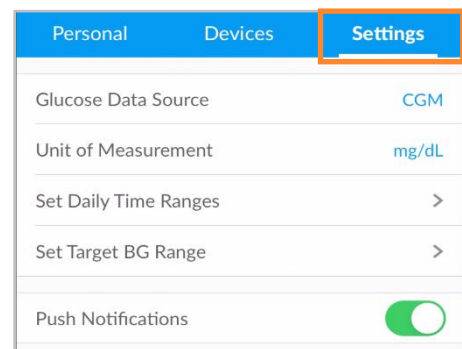 Personal Devices Settings
Glucose Data Source CGM
Unit of Measurement mg/dL
Set Daily Time Ranges >
Set Target BG Range >
Push Notifications